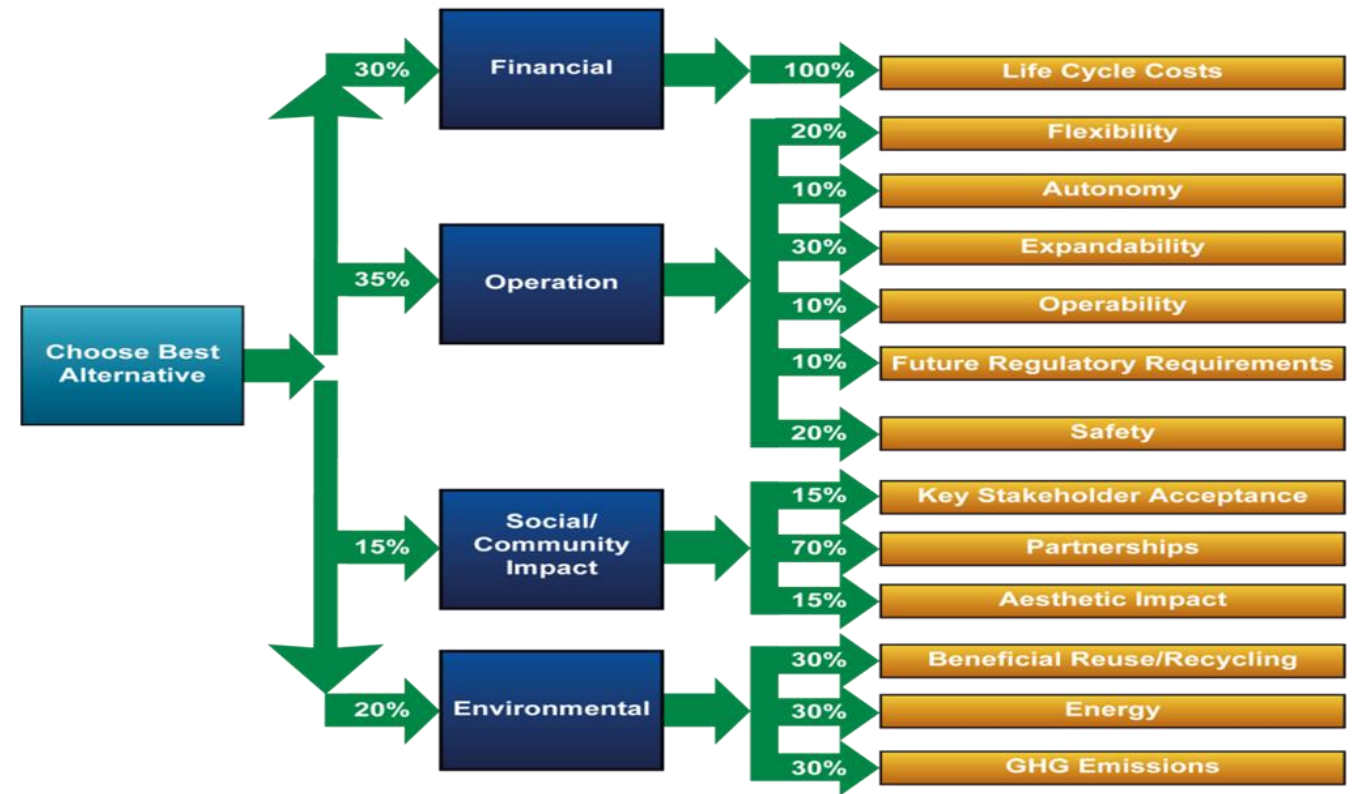 30%
Financial
100%
Life Cycle Costs
20%
Flexibility
10%
Autonomy
30%
Expandability
35%
Operation
10%
Operability
Choose Best
Alternative
10%
Future Regulatory Requirements
20%
Safety
15%
Key Stakeholder Acceptance
15%
Social/
Community
Impact
70%
Partnerships
15%
Aesthetic Impact
30%
Beneficial Reuse/Recycling
20%
Environmental
30%
Energy
30%
GHG Emissions